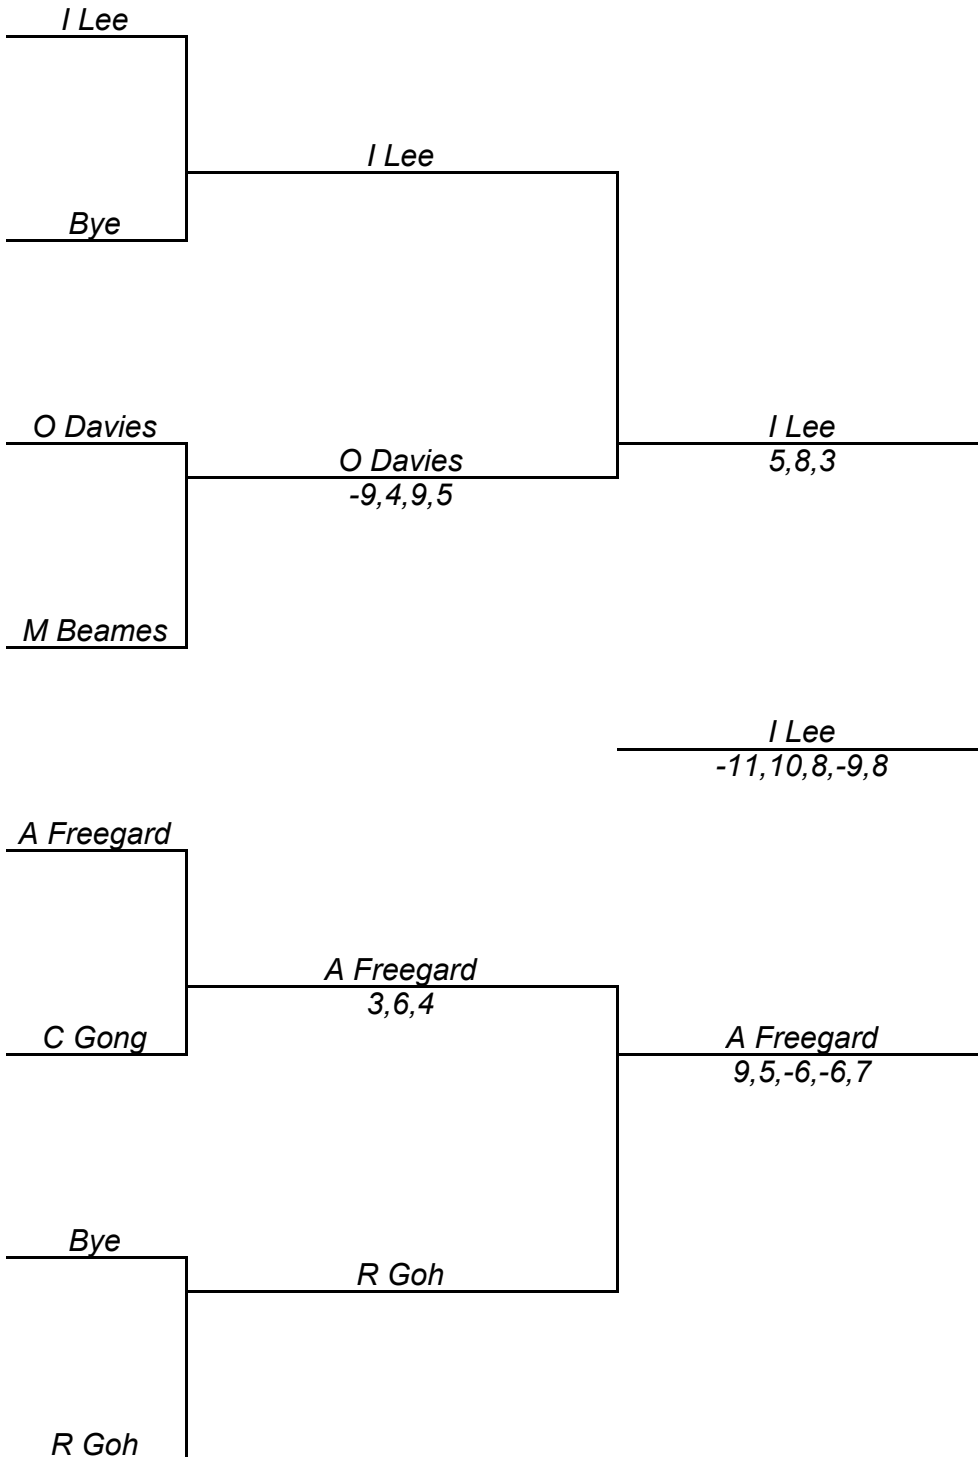 I Lee
I Lee
Bye
O Davies
I Lee
5,8,3
O Davies
-9,4,9,5
M Beames
I Lee
-11,10,8,-9,8
A Freegard
A Freegard
3,6,4
C Gong
A Freegard
9,5,-6,-6,7
Bye
R Goh
R Goh